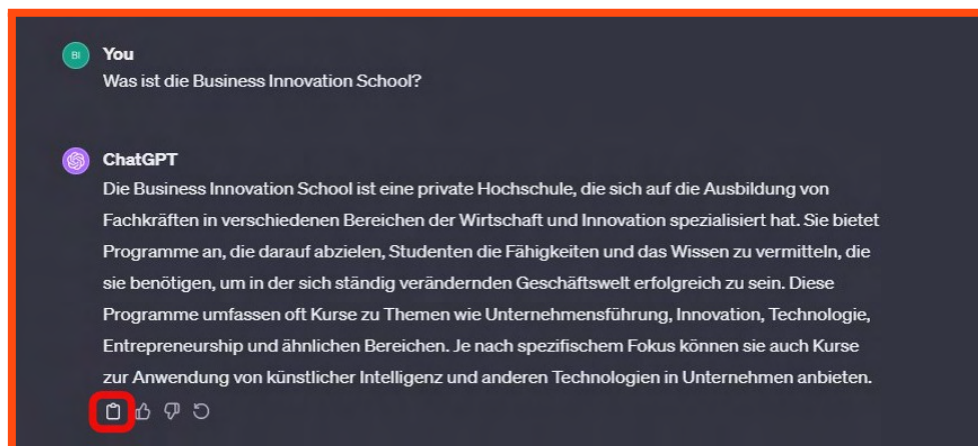 BI You
Was ist die Business Innovation School?
ChatGPT
Die Business Innovation School ist eine private Hochschule, die sich auf die Ausbildung von
Fachkräften in verschiedenen Bereichen der Wirtschaft und Innovation spezialisiert hat. Sie bietet
Programme an, die darauf abzielen, Studenten die Fähigkeiten und das Wissen zu vermitteln, die
sie benötigen, um in der sich ständig verändernden Geschäftswelt erfolgreich zu sein. Diese
Programme umfassen oft Kurse zu Themen wie Unternehmensführung, Innovation, Technologie,
Entrepreneurship und ähnlichen Bereichen. Je nach spezifischem Fokus können sie auch Kurse
zur Anwendung von künstlicher Intelligenz und anderen Technologien in Unternehmen anbieten.